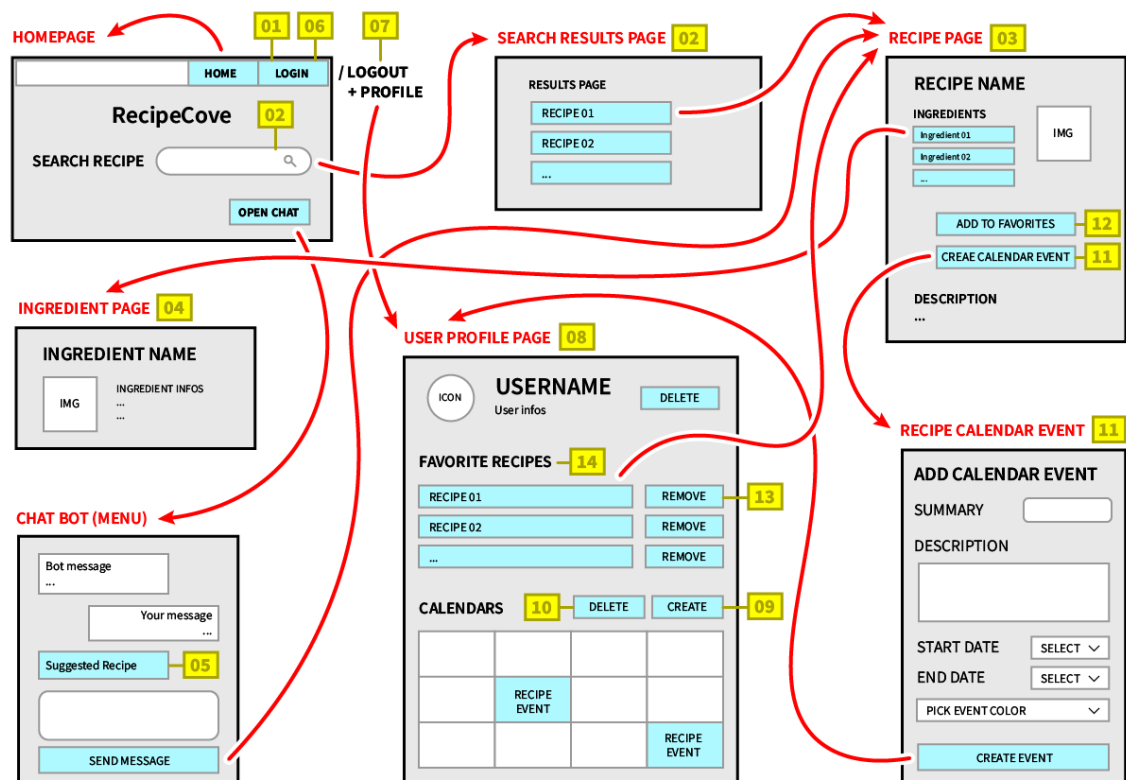 HOMEPAGE
01
06
07
HOME
LOGIN
/ LOGOUT
+ PROFILE
RecipeCove
02
SEARCH RECIPE
OPEN CHAT
SEARCH RESULTS PAGE 02
RESULTS PAGE
RECIPE 01
RECIPE 02
...
RECIPE PAGE 03
RECIPE NAME
INGREDIENTS
Ingredient 01
Ingredient 02
...
IMG
ADD TO FAVORITES 12
CREAE CALENDAR EVENT 11
DESCRIPTION
...
INGREDIENT PAGE 04
INGREDIENT NAME
IMG
INGREDIENT INFOS
...
...
USER PROFILE PAGE 08
ICON
USERNAME
User infos
DELETE
FAVORITE RECIPES 14
RECIPE 01 REMOVE 13
RECIPE 02 REMOVE
... REMOVE
CALENDARS 10 DELETE CREATE 09
RECIPE
EVENT
RECIPE
EVENT
CHAT BOT (MENU)
Bot message
...
Your message
...
Suggested Recipe 05
SEND MESSAGE
RECIPE CALENDAR EVENT 11
ADD CALENDAR EVENT
SUMMARY
DESCRIPTION
START DATE SELECT
END DATE SELECT
PICK EVENT COLOR
CREATE EVENT